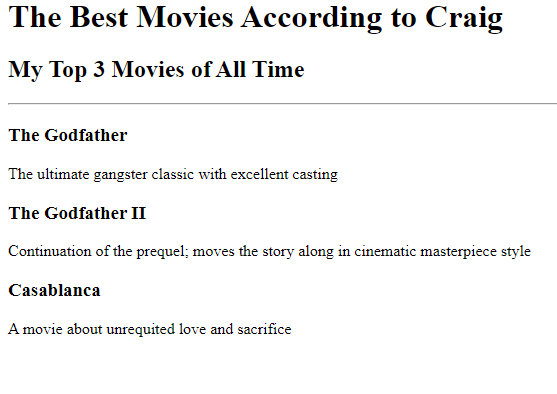 The Best Movies According to Craig
My Top 3 Movies of All Time
The Godfather
The ultimate gangster classic with excellent casting
The Godfather II
Continuation of the prequel; moves the story along in cinematic masterpiece style
Casablanca
A movie about unrequited love and sacrifice